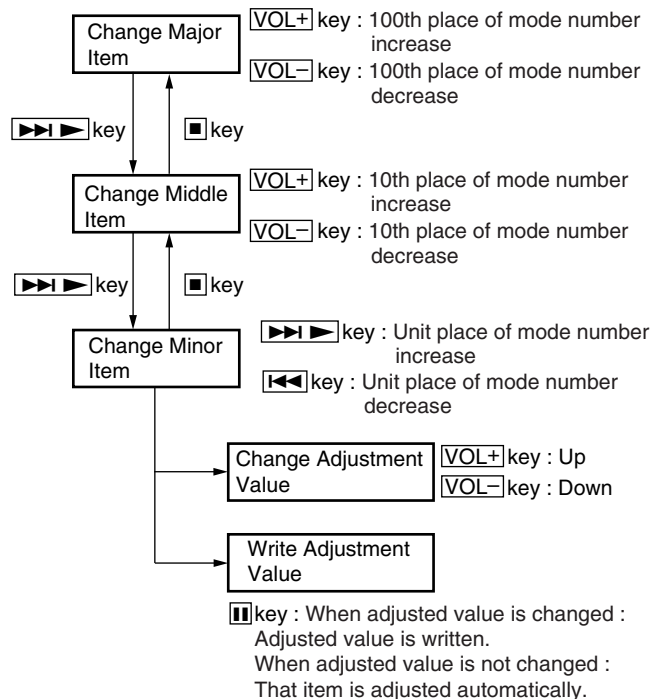 Change Major
Item
VOL+ key : 100th place of mode number
increase
VOL– key : 100th place of mode number
decrease
▶▶I ▶ key
■ key
Change Middle
Item
VOL+ key : 10th place of mode number
increase
VOL– key : 10th place of mode number
decrease
▶▶I ▶ key
■ key
Change Minor
Item
▶▶I ▶ key : Unit place of mode number
increase
I◀◀ key : Unit place of mode number
decrease
Change Adjustment
Value
VOL+ key : Up
VOL– key : Down
Write Adjustment
Value
II key : When adjusted value is changed :
Adjusted value is written.
When adjusted value is not changed :
That item is adjusted automatically.